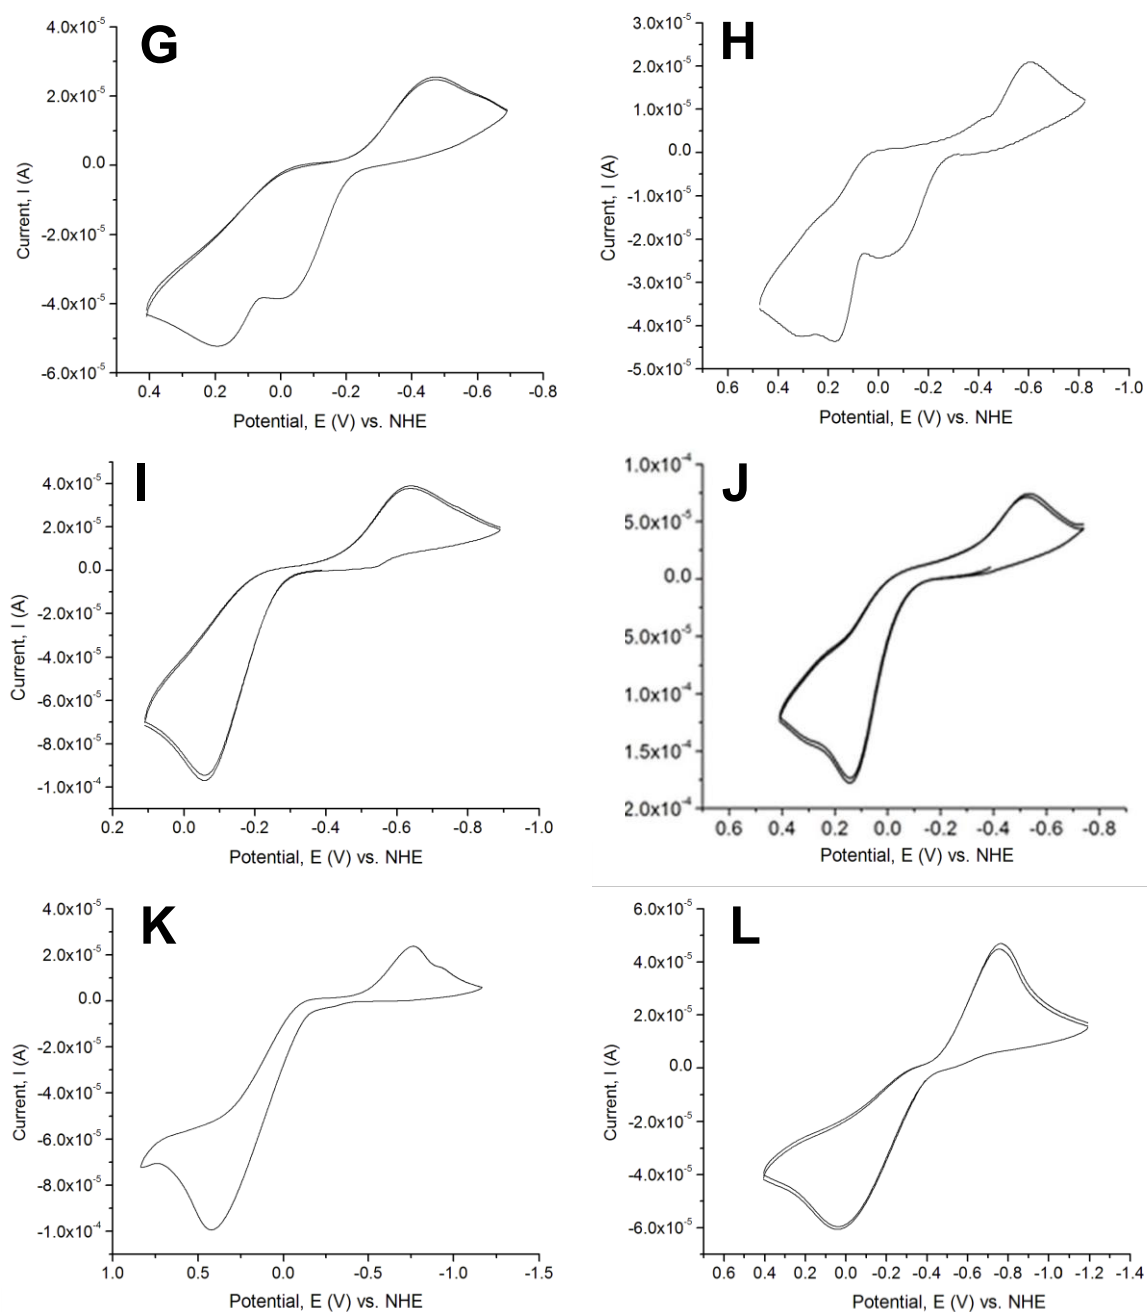 G
4.0x10-5
2.0x10-5
0.0
-2.0x10-5
-4.0x10-5
-6.0x10-5
Current, I (A)
0.4 0.2 0.0 -0.2 -0.4 -0.6 -0.8
Potential, E (V) vs. NHE
H
3.0x10-5
2.0x10-5
1.0x10-5
0.0
-1.0x10-5
-2.0x10-5
-3.0x10-5
-4.0x10-5
-5.0x10-5
Current, I (A)
0.6 0.4 0.2 0.0 -0.2 -0.4 -0.6 -0.8 -1.0
Potential, E (V) vs. NHE
I
4.0x10-5
2.0x10-5
0.0
-2.0x10-5
-4.0x10-5
-6.0x10-5
-8.0x10-5
-1.0x10-4
Current, I (A)
0.2 0.0 -0.2 -0.4 -0.6 -0.8 -1.0
Potential, E (V) vs. NHE
J
1.0x10-4
5.0x10-5
0.0
5.0x10-5
1.0x10-4
1.5x10-4
2.0x10-4
0.6 0.4 0.2 0.0 -0.2 -0.4 -0.6 -0.8
Potential, E (V) vs. NHE
K
4.0x10-5
2.0x10-5
0.0
-2.0x10-5
-4.0x10-5
-6.0x10-5
-8.0x10-5
-1.0x10-4
Current, I (A)
1.0 0.5 0.0 -0.5 -1.0 -1.5
Potential, E (V) vs. NHE
L
6.0x10-5
4.0x10-5
2.0x10-5
0.0
-2.0x10-5
-4.0x10-5
-6.0x10-5
Current, I (A)
0.6 0.4 0.2 0.0 -0.2 -0.4 -0.6 -0.8 -1.0 -1.2 -1.4
Potential, E (V) vs. NHE